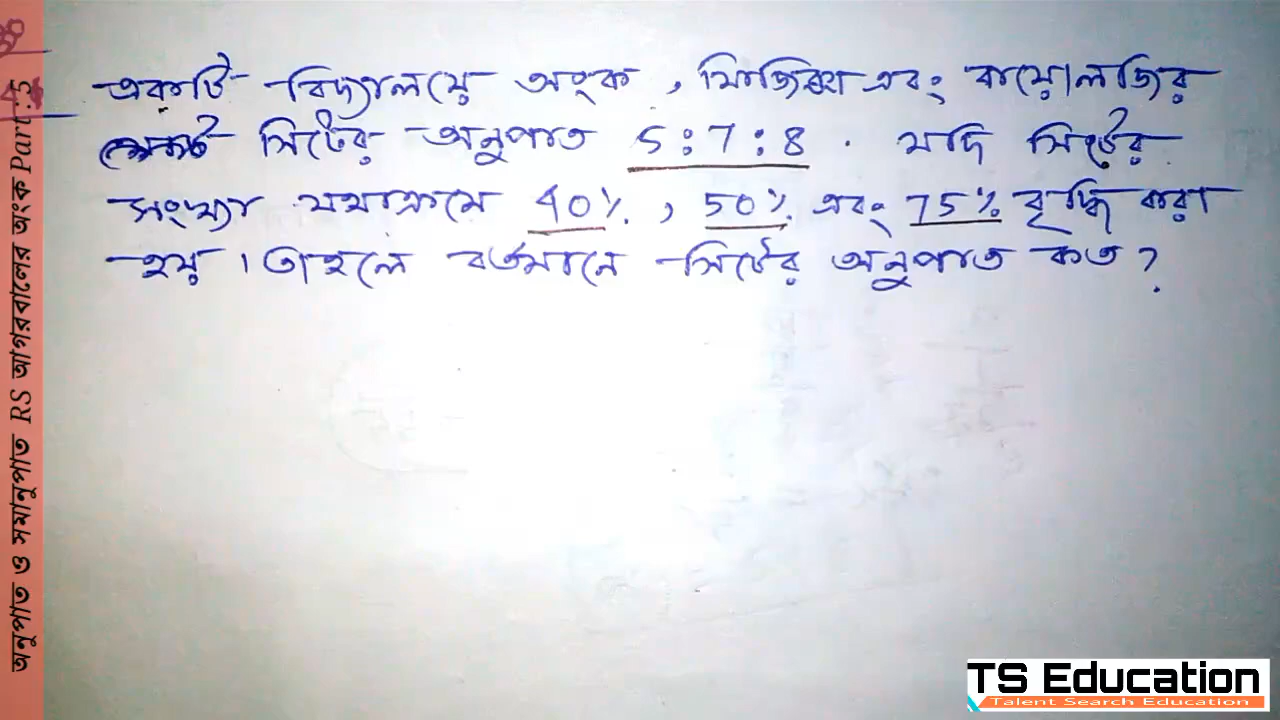 একটি বিদ্যালয়ে অংক, ফিজিক্স এবং বায়োলজির
সিটের অনুপাত 5:7:8. যদি সিটের
সংখ্যা যথাক্রমে 40%, 50% এবং 75% বৃদ্ধি করা
হয়। তাহলে বর্তমানে সিটের অনুপাত কত?
অনুপাত ও সমানুপাত RS আগরবালের অংক Part:5
TS Education
Talent Search Education